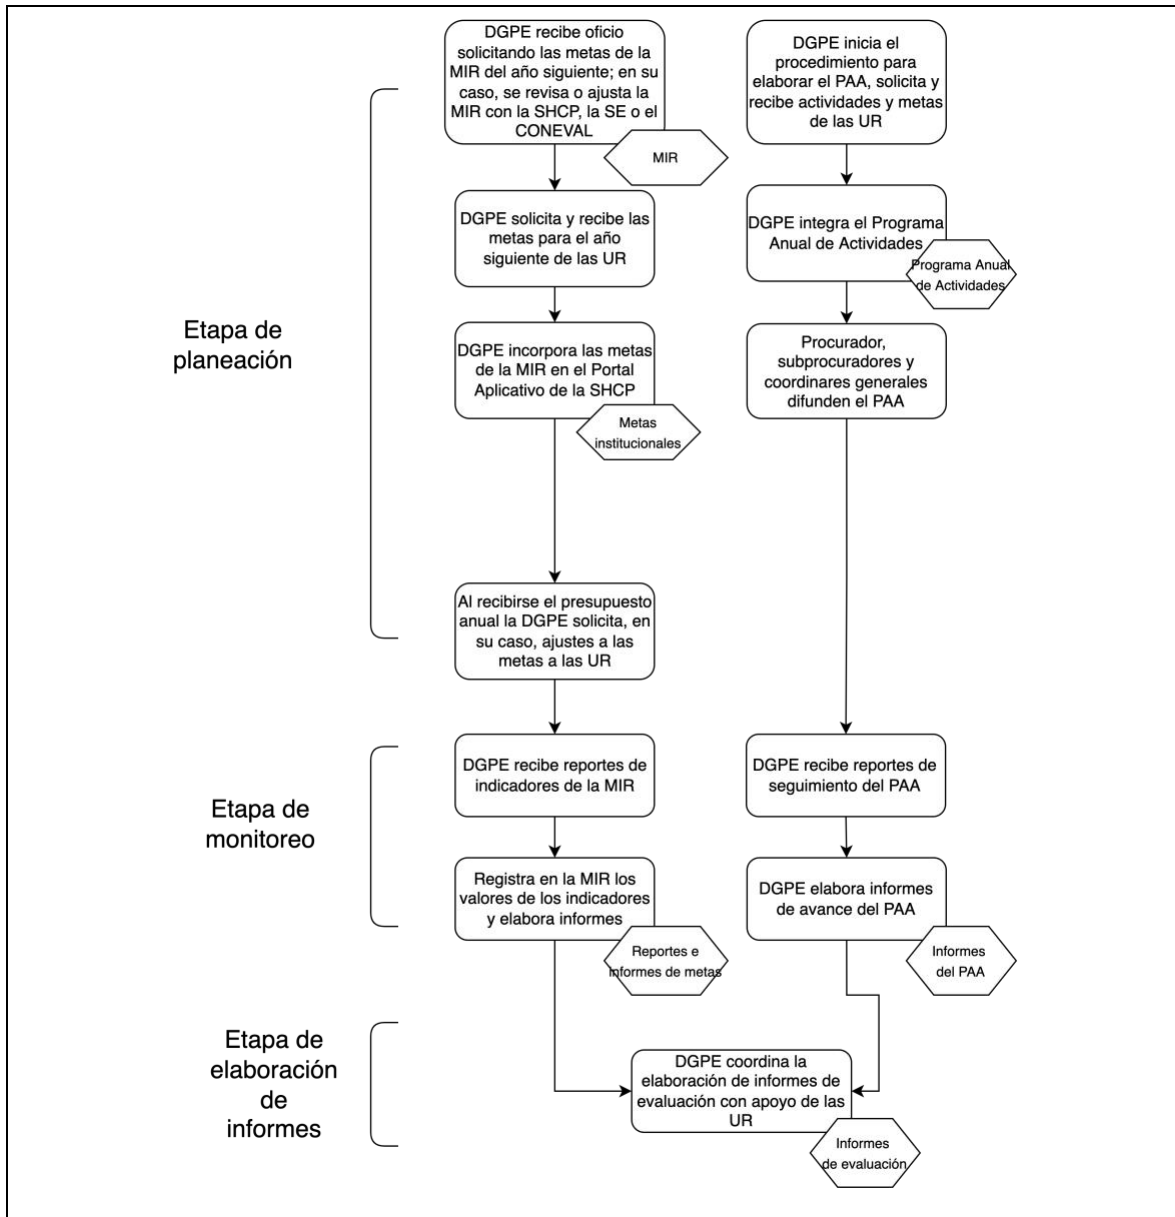 DGPE recibe oficio
solicitando las metas de la
MIR del año siguiente; en su
caso, se revisa o ajusta la
MIR con la SHCP, la SE o el
CONEVAL
MIR
DGPE inicia el
procedimiento para
elaborar el PAA, solicita y
recibe actividades y metas
de las UR
Etapa de
planeación
DGPE solicita y recibe las
metas para el año
siguiente de las UR
DGPE integra el Programa
Anual de Actividades
Programa Anual
de Actividades
DGPE incorpora las metas
de la MIR en el Portal
Aplicativo de la SHCP
Metas
institucionales
Procurador,
subprocuradores y
coordinares generales
difunden el PAA
Al recibirse el presupuesto
anual la DGPE solicita, en
su caso, ajustes a las
metas a las UR
Etapa de
monitoreo
DGPE recibe reportes de
indicadores de la MIR
DGPE recibe reportes de
seguimiento del PAA
Registra en la MIR los
valores de los indicadores
y elabora informes
Reportes e
informes de metas
DGPE elabora informes
de avance del PAA
Informes
del PAA
Etapa de
elaboración
de
informes
DGPE coordina la
elaboración de informes de
evaluación con apoyo de las
UR
Informes
de evaluación